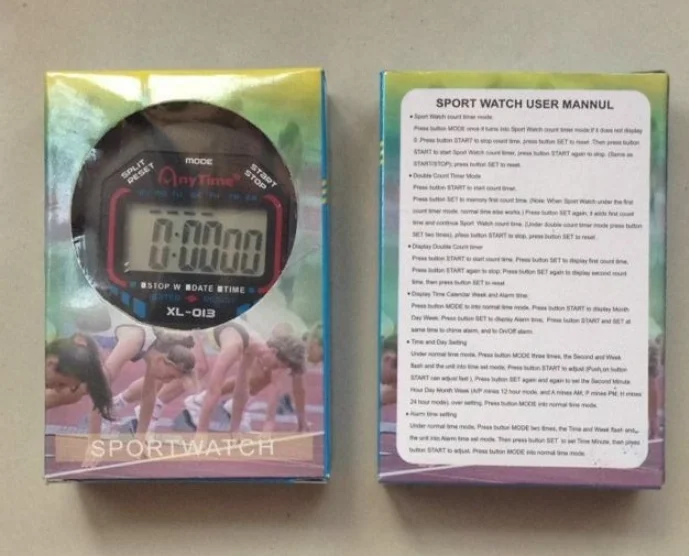 SPLIT
RESET
MODE
START
STOP
AnyTime
0:0000
STOP W DATE TIME
XL-013
SPORTWATCH
SPORT WATCH USER MANNUL
• Sport Watch count timer mode
Press button MODE once it turns into Sport Watch count timer mode.If it does not display
0. Press button START to stop count time, press button SET to reset. Then press button
START to start Sport Watch count timer, press button START again to stop. (Same as
START/STOP), press button SET to reset.
• Double Count Timer Mode
Press button START to start count timer.
Press button SET to memory first count time. (Note: When Sport Watch under the first
count timer mode, normal time also works.) Press button SET again, it adds first count
time and continue Sport Watch count time. (Under double count timer mode press button
SET two times), press button START to stop, press button SET to reset.
• Display Double Count timer
Press button START to start count time, Press button SET to display first count time,
Press button START again to stop. Press button SET again to display second count
time, then press button SET to reset
• Display Time Calendar Week and Alarm time:
Press button MODE to into normal time mode. Press button START to display Month
Day Week. Press button SET to display Alarm time, Press button START and SET at
same time to chime alarm, and to On/Off alarm
• Time and Day Setting
Under normal time mode, Press button MODE three times, the Second and Week
flash and the unit into time set mode, Press button START to adjust (Push,on button
START can adjust fast ), Press button SET again and again to set the Second Minute
Hour Day Month Week (A/P mines 12 hour mode, and A mines AM, P mines PM, H mines
24 hour mode), over setting, Press button MODE into normal time mode.
• Alarm time setting
Under normal time mode, Press button MODE two times, the Time and Week flash and
the unit into Alarm time set mode. Then press button SET to set Time Minute, then press
button START to adjust. Press button MODE into normal time mode.